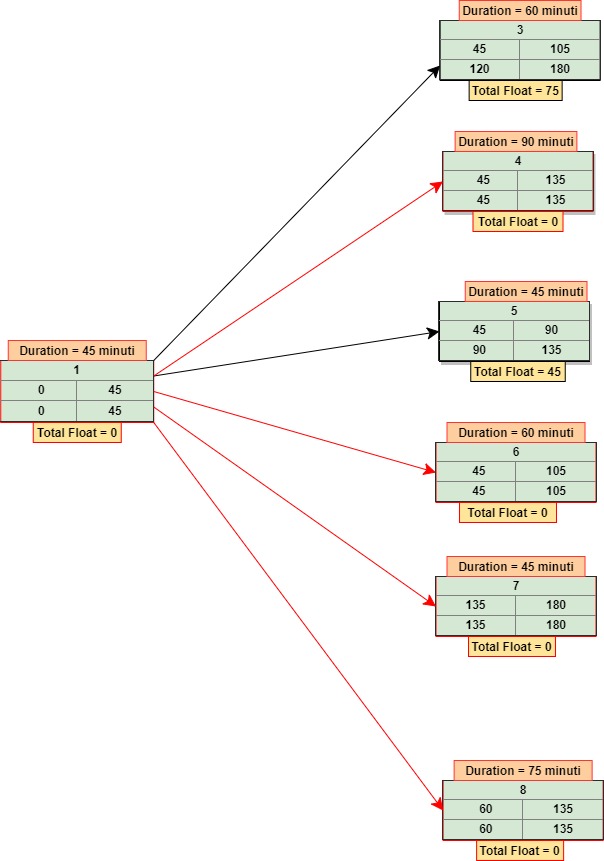 Duration = 60 minuti
3
45 105
120 180
Total Float = 75
Duration = 90 minuti
4
45 135
45 135
Total Float = 0
Duration = 45 minuti
5
45 90
90 135
Total Float = 45
Duration = 45 minuti
1
0 45
0 45
Total Float = 0
Duration = 60 minuti
6
45 105
45 105
Total Float = 0
Duration = 45 minuti
7
135 180
135 180
Total Float = 0
Duration = 75 minuti
8
60 135
60 135
Total Float = 0